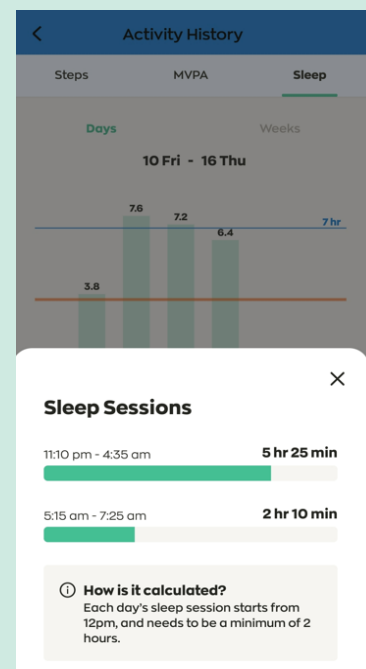 Activity History
Steps MVPA Sleep
Days Weeks
10 Fri - 16 Thu
7.6
7.2
7 hr
6.4
3.8
Sleep Sessions
11:10 pm - 4:35 am 5 hr 25 min
5:15 am - 7:25 am 2 hr 10 min
How is it calculated?
Each day's sleep session starts from
12pm, and needs to be a minimum of 2
hours.